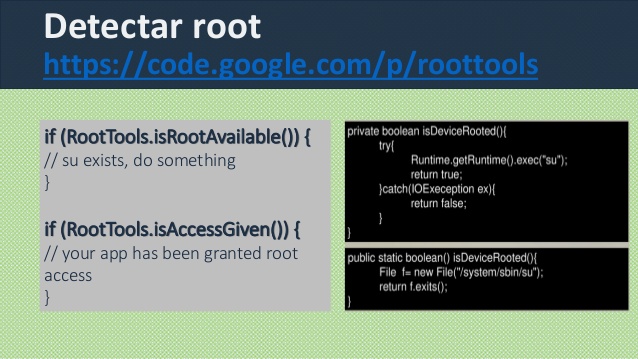 Detectar root
https://code.google.com/p/roottools
if (RootTools.isRootAvailable()) {
// su exists, do something
}
if (RootTools.isAccessGiven()) {
// your app has been granted root
access
}
private boolean isDeviceRooted(){
try{
Runtime.getRuntime().exec("su");
return true;
}catch(IOExeception ex){
return false;
}
}
public static boolean() isDeviceRooted(){
File f= new File("/system/sbin/su");
return f.exits();
}